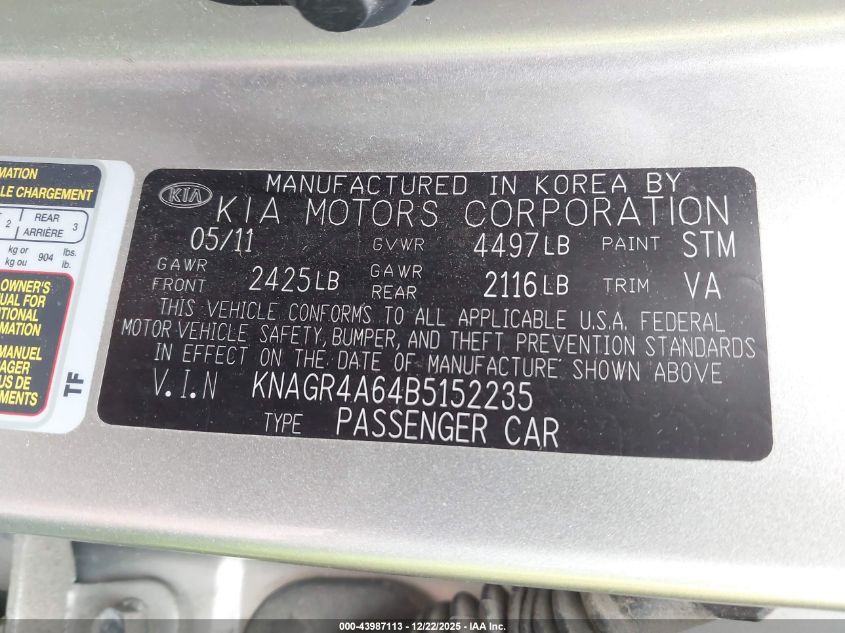 MATION
LE CHARGEMENT
2 REAR 3
ARRIÈRE
kg or 904 lbs.
kg ou lb.
OWNER'S
UAL FOR
TIONAL
RMATION
MANUEL
AGER
US DE
TF
KIA
MANUFACTURED IN KOREA BY
KIA MOTORS CORPORATION
05/11 GVWR 4497LB PAINT STM
GAWR FRONT 2425LB GAWR REAR 2116LB TRIM VA
THIS VEHICLE CONFORMS TO ALL APPLICABLE U.S.A. FEDERAL
MOTOR VEHICLE SAFETY, BUMPER, AND THEFT PREVENTION STANDARDS
IN EFFECT ON THE DATE OF MANUFACTURE SHOWN ABOVE
V.I.N KNAGR4A64B5152235
TYPE PASSENGER CAR
000-43987113 - 12/22/2025 - IAA, Inc.